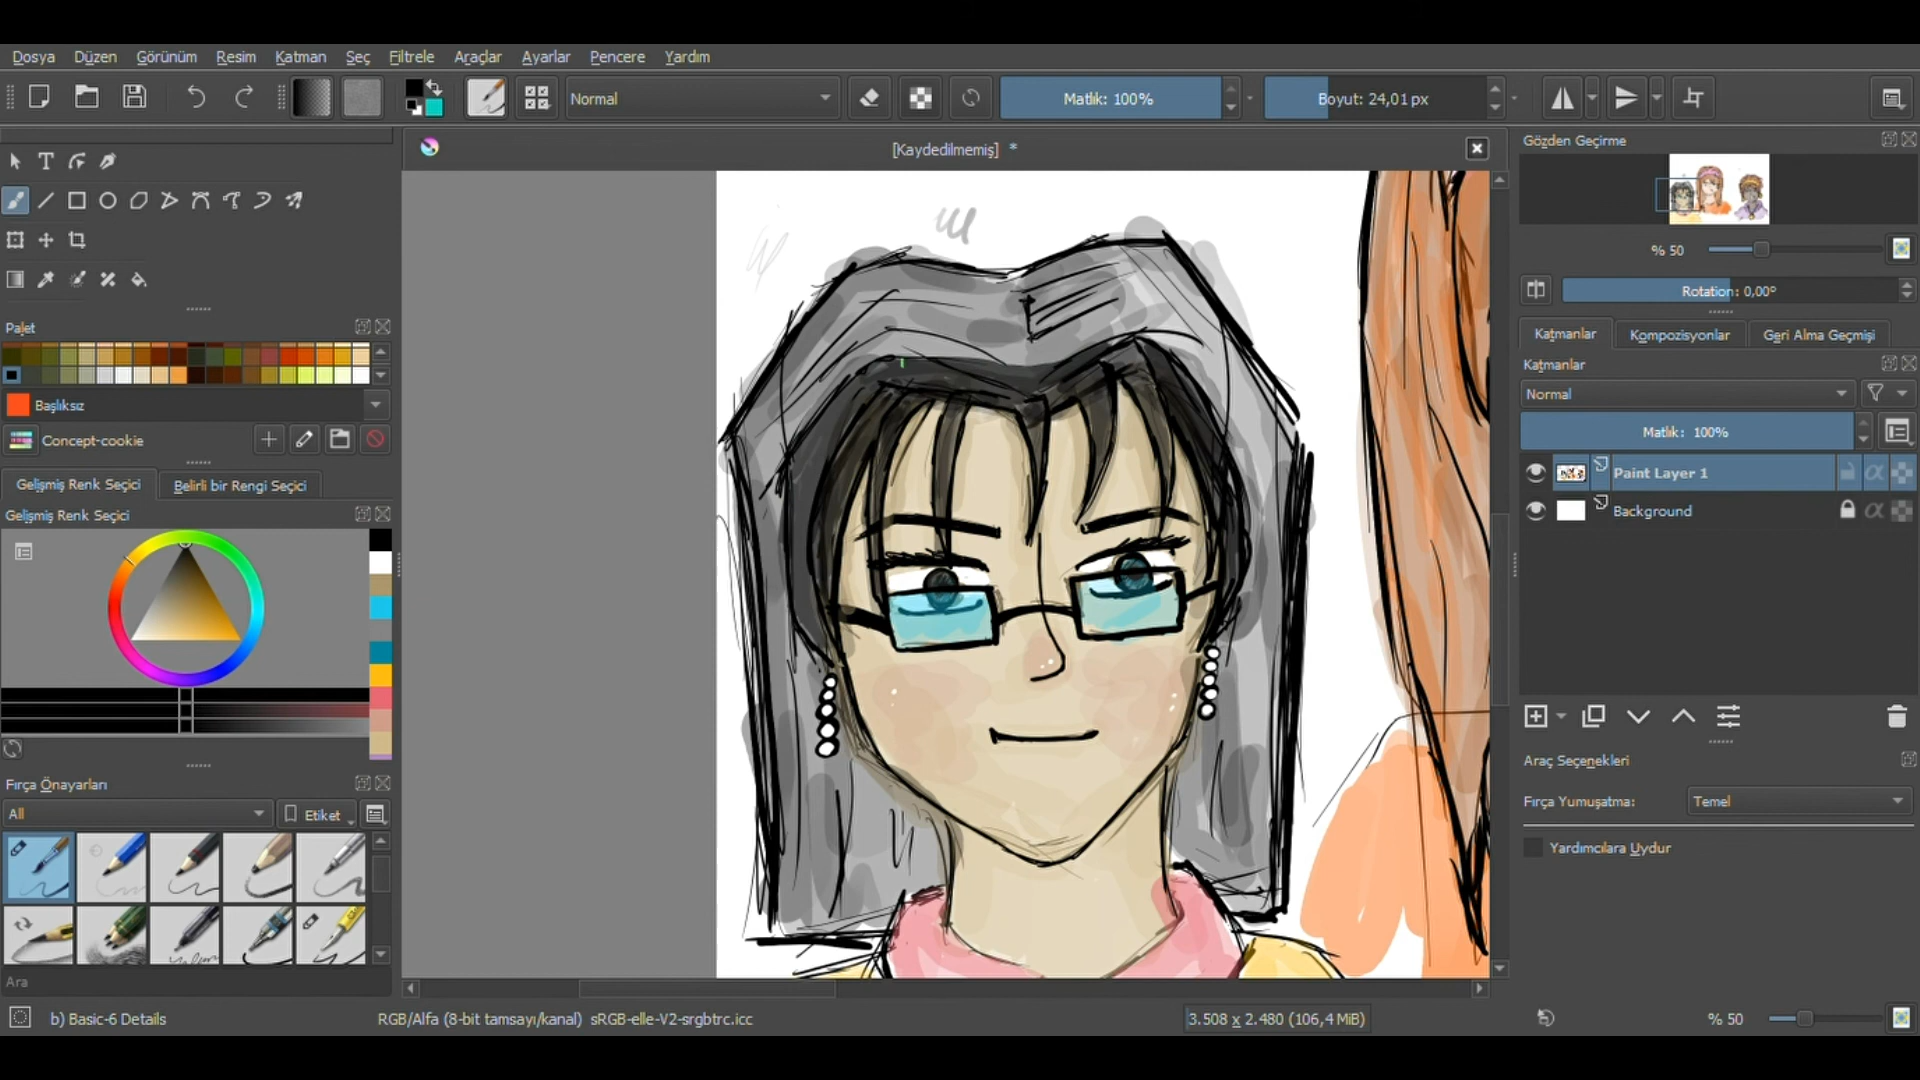 Dosya Düzen Görünüm Resim Katman Seç Filtrele Araçlar Ayarlar Pencere Yardım
Normal Matlık: 100% Boyut: 24,01 px
[Kaydedilmemiş] *
Gözden Geçirme
% 50
Rotation: 0,00°
Palet
Katmanlar Kompozisyonlar Geri Alma Geçmişi
Katmanlar
Normal
Başlıksız
Matlık: 100%
Concept-cookie
Paint Layer 1
Gelişmiş Renk Seçici Belirli bir Rengi Seçici
Gelişmiş Renk Seçici
Background
Araç Seçenekleri
Fırça Önayarları
Fırça Yumuşatma: Temel
All Etiket
Yardımcılara Uydur
Ara
b) Basic-6 Details RGB/Alfa (8-bit tamsayı/kanal) sRGB-elle-V2-srgbtrc.icc 3.508 x 2.480 (106,4 MiB) % 50